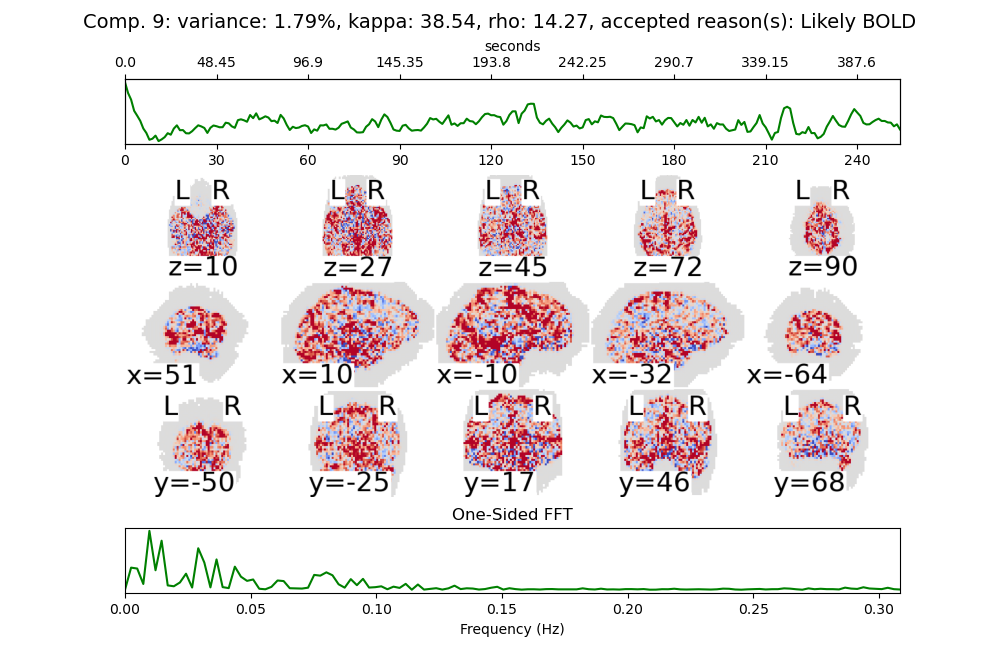 Comp. 9: variance: 1.79%, kappa: 38.54, rho: 14.27, accepted reason(s): Likely BOLD
seconds
0.0 48.45 96.9 145.35 193.8 242.25 290.7 339.15 387.6
0 30 60 90 120 150 180 210 240
L R L R L R L R L R
z=10 z=27 z=45 z=72 z=90
x=51 x=10 x=-10 x=-32 x=-64
L R L R L R L R L R
y=-50 y=-25 y=17 y=46 y=68
One-Sided FFT
0.00 0.05 0.10 0.15 0.20 0.25 0.30
Frequency (Hz)